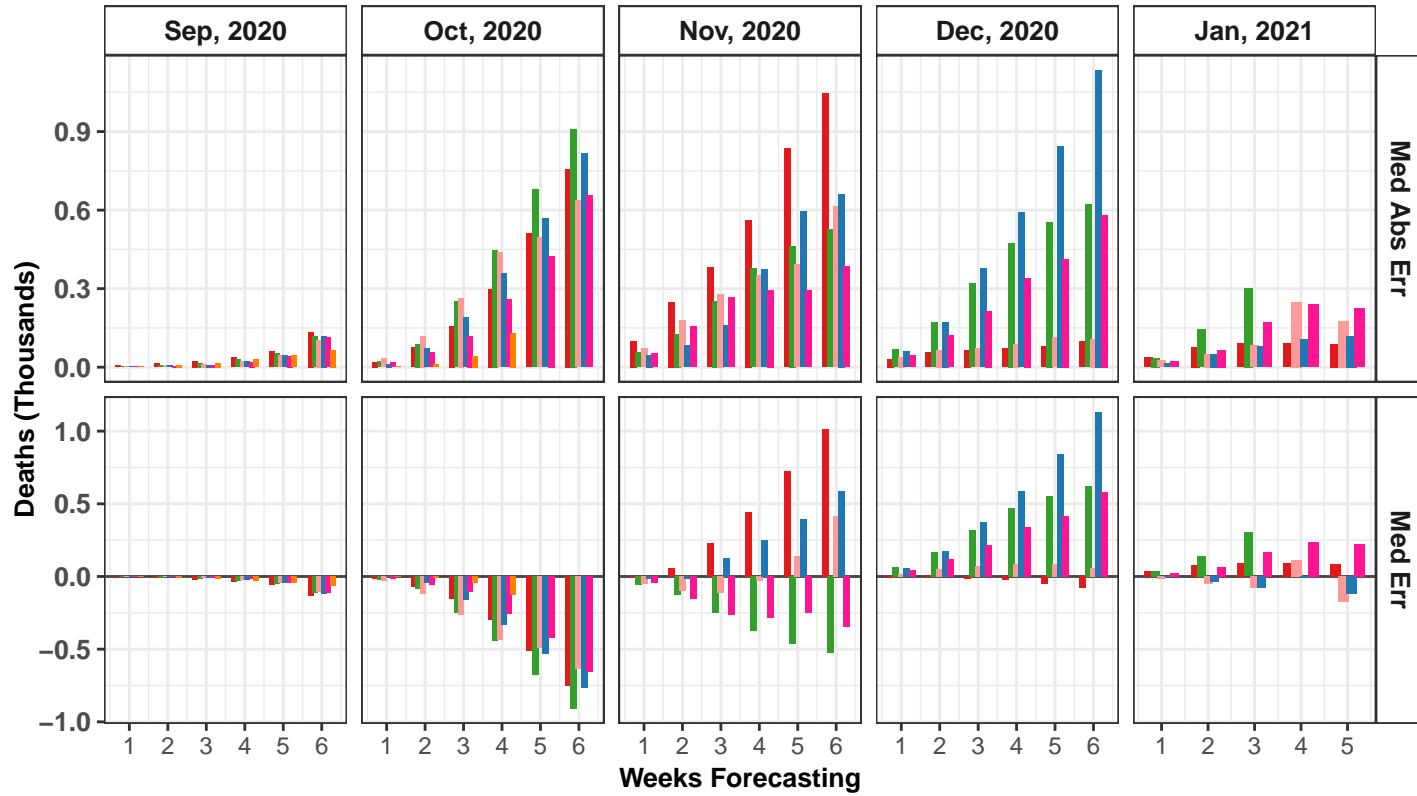 Sep, 2020
Oct, 2020
Nov, 2020
Dec, 2020
Jan, 2021
Deaths (Thousands)
0.9
0.6
0.3
0.0
Med Abs Err
1.0
0.5
0.0
−0.5
−1.0
Med Err
1 2 3 4 5 6
1 2 3 4 5 6
1 2 3 4 5 6
1 2 3 4 5 6
1 2 3 4 5
Weeks Forecasting